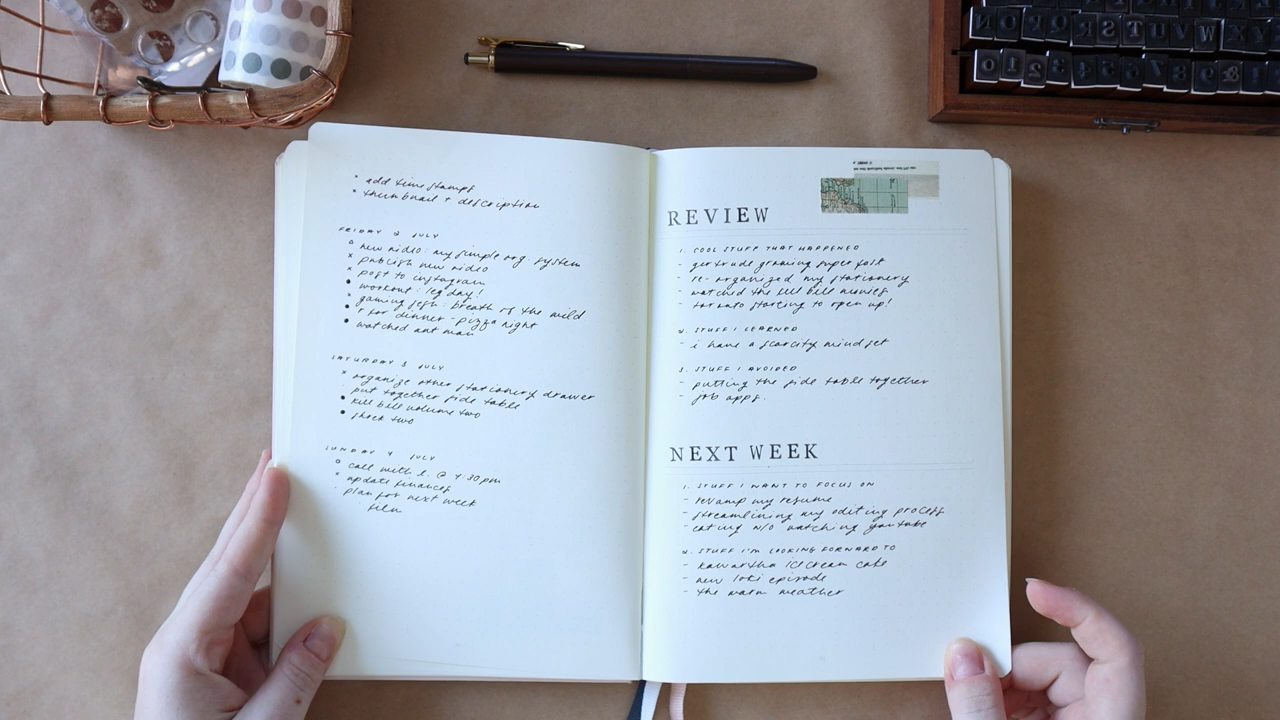 add timestamps
thumbnail + description
FRIDAY 2 JULY
new video: my simple org. system
publish new video
post to instagram
workout: leg day!
gaming sesh: breath of the wild
r for dinner - pizza night
watched ant man
SATURDAY 3 JULY
organize other stationery drawer
put together side table
kill bill volume two
shrek two
SUNDAY 4 JULY
call with l. @ 4:30pm
update finances
plan for next week
film
REVIEW
1. COOL STUFF THAT HAPPENED
- gertrude growing super fast
- re-organized my stationery
- watched the kill bill movies
- toronto starting to open up!
2. STUFF I LEARNED
- i have a scarcity mindset
3. STUFF I AVOIDED
- putting the side table together
- job apps.
NEXT WEEK
1. STUFF I WANT TO FOCUS ON
- revamp my resume
- streamlining my editing process
- eating w/o watching youtube
2. STUFF I'M LOOKING FORWARD TO
- kawartha ice cream cake
- new loki episode
- the warm weather